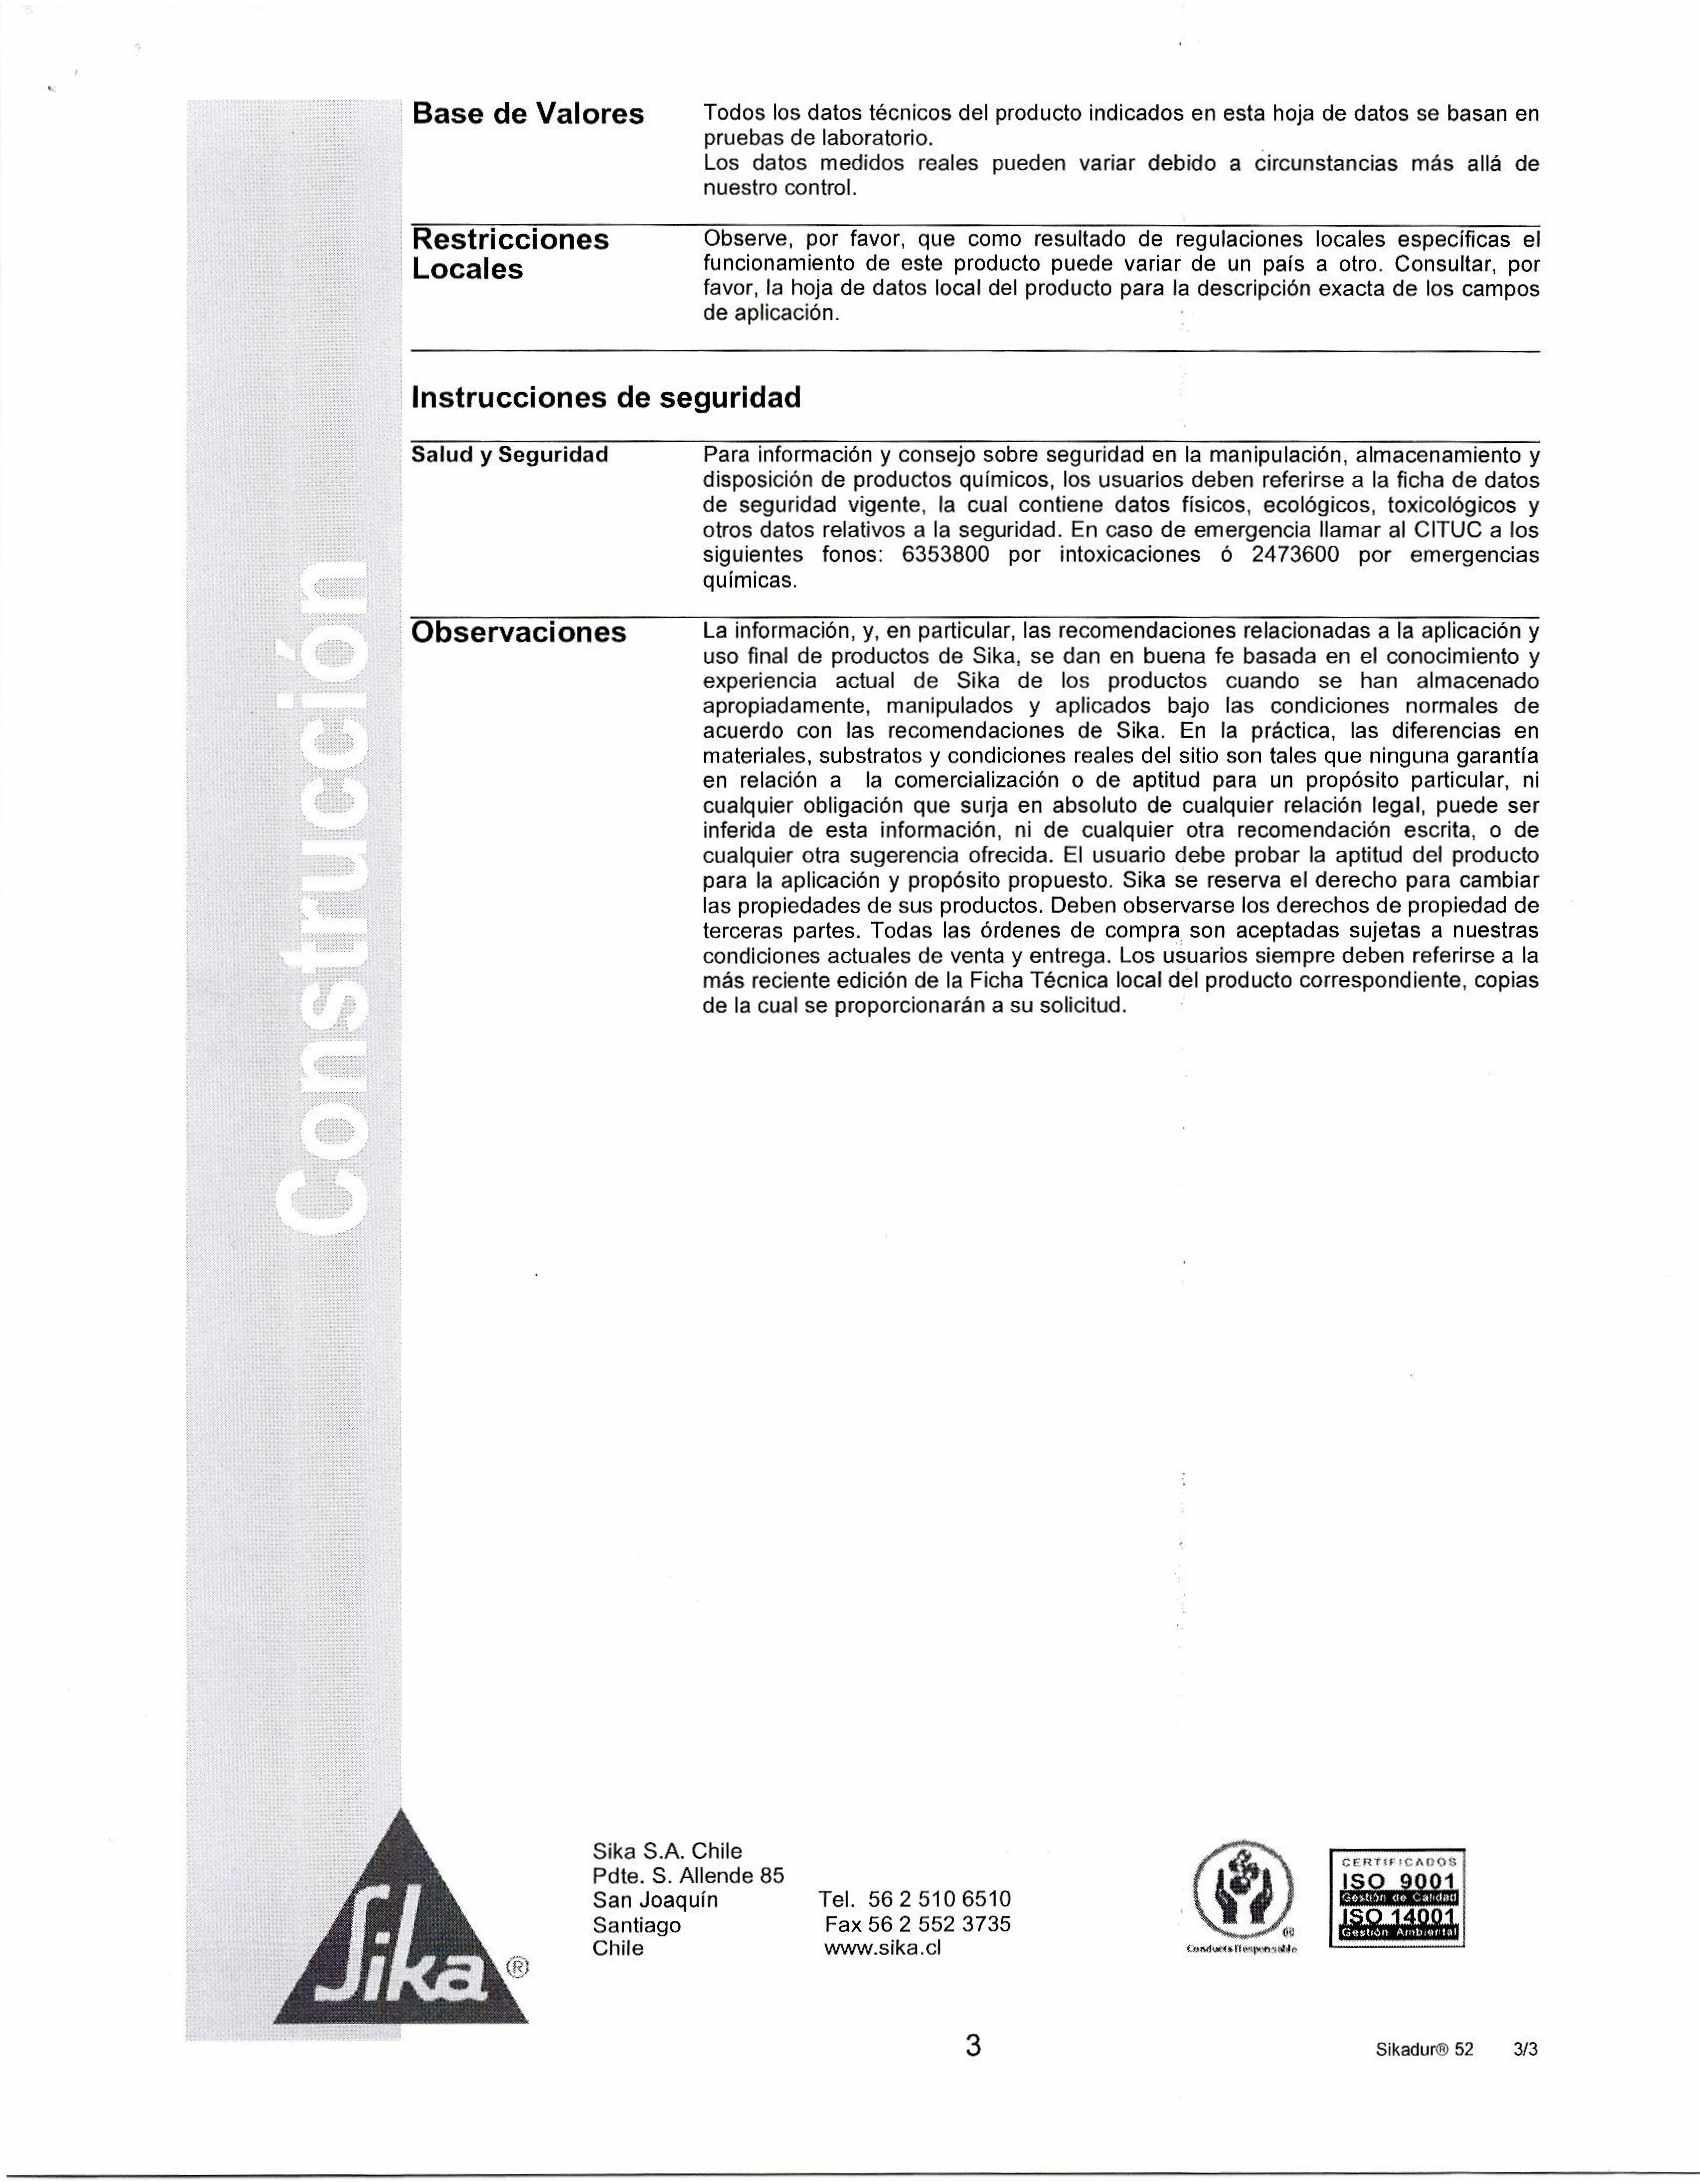 Base de Valores
Todos los datos técnicos del producto indicados en esta hoja de datos se basan en
pruebas de laboratorio.
Los datos medidos reales pueden variar debido a circunstancias más allá de
nuestro control.
Restricciones
Locales
Observe, por favor, que como resultado de regulaciones locales específicas el
funcionamiento de este producto puede variar de un país a otro. Consultar, por
favor, la hoja de datos local del producto para la descripción exacta de los campos
de aplicación.
Instrucciones de seguridad
Salud y Seguridad
Para información y consejo sobre seguridad en la manipulación, almacenamiento y
disposición de productos químicos, los usuarios deben referirse a la ficha de datos
de seguridad vigente, la cual contiene datos físicos, ecológicos, toxicológicos y
otros datos relativos a la seguridad. En caso de emergencia llamar al CITUC a los
siguientes fonos: 6353800 por intoxicaciones ó 2473600 por emergencias
químicas.
Observaciones
La información, y, en particular, las recomendaciones relacionadas a la aplicación y
uso final de productos de Sika, se dan en buena fe basada en el conocimiento y
experiencia actual de Sika de los productos cuando se han almacenado
apropiadamente, manipulados y aplicados bajo las condiciones normales de
acuerdo con las recomendaciones de Sika. En la práctica, las diferencias en
materiales, substratos y condiciones reales del sitio son tales que ninguna garantía
en relación a la comercialización o de aptitud para un propósito particular, ni
cualquier obligación que surja en absoluto de cualquier relación legal, puede ser
inferida de esta información, ni de cualquier otra recomendación escrita, o de
cualquier otra sugerencia ofrecida. El usuario debe probar la aptitud del producto
para la aplicación y propósito propuesto. Sika se reserva el derecho para cambiar
las propiedades de sus productos. Deben observarse los derechos de propiedad de
terceras partes. Todas las órdenes de compra son aceptadas sujetas a nuestras
condiciones actuales de venta y entrega. Los usuarios siempre deben referirse a la
más reciente edición de la Ficha Técnica local del producto correspondiente, copias
de la cual se proporcionarán a su solicitud.
Construcción
Sika®
Sika S.A. Chile
Pdte. S. Allende 85
San Joaquín Tel. 56 2 510 6510
Santiago Fax 56 2 552 3735
Chile www.sika.cl
®
Conducta Responsable
CERTIFICADOS
ISO 9001
Gestión de Calidad
ISO 14001
Gestión Ambiental
3
Sikadur® 52 3/3